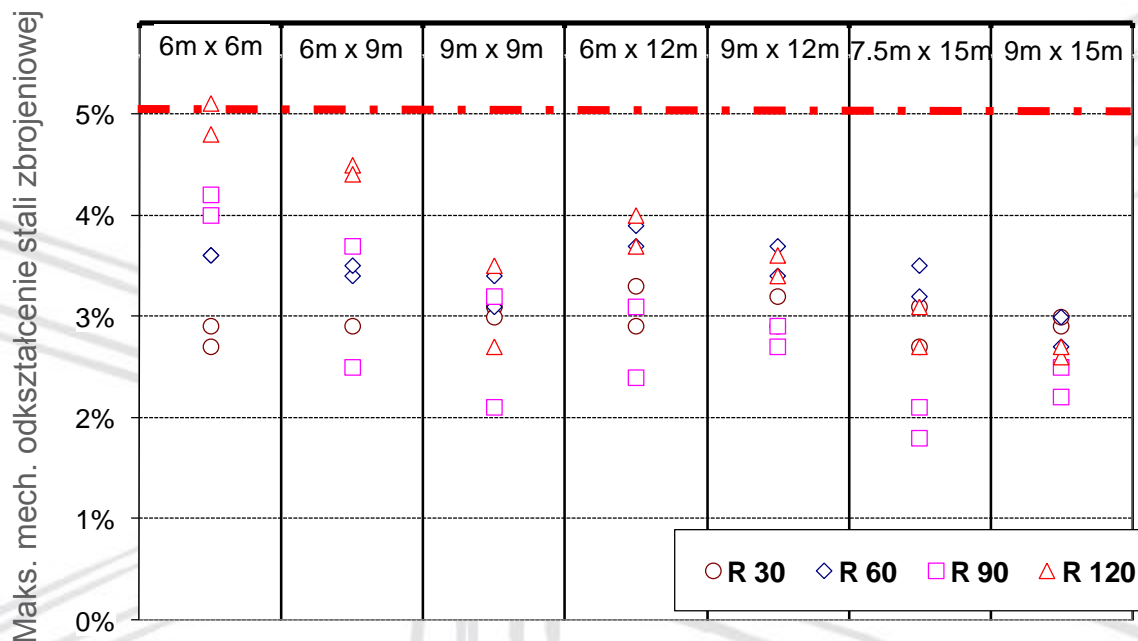 Maks. mech. odkształcenie stali zbrojeniowej
6m x 6m
6m x 9m
9m x 9m
6m x 12m
9m x 12m
7.5m x 15m
9m x 15m
5%
4%
3%
2%
1%
0%
R 30
R 60
R 90
R 120